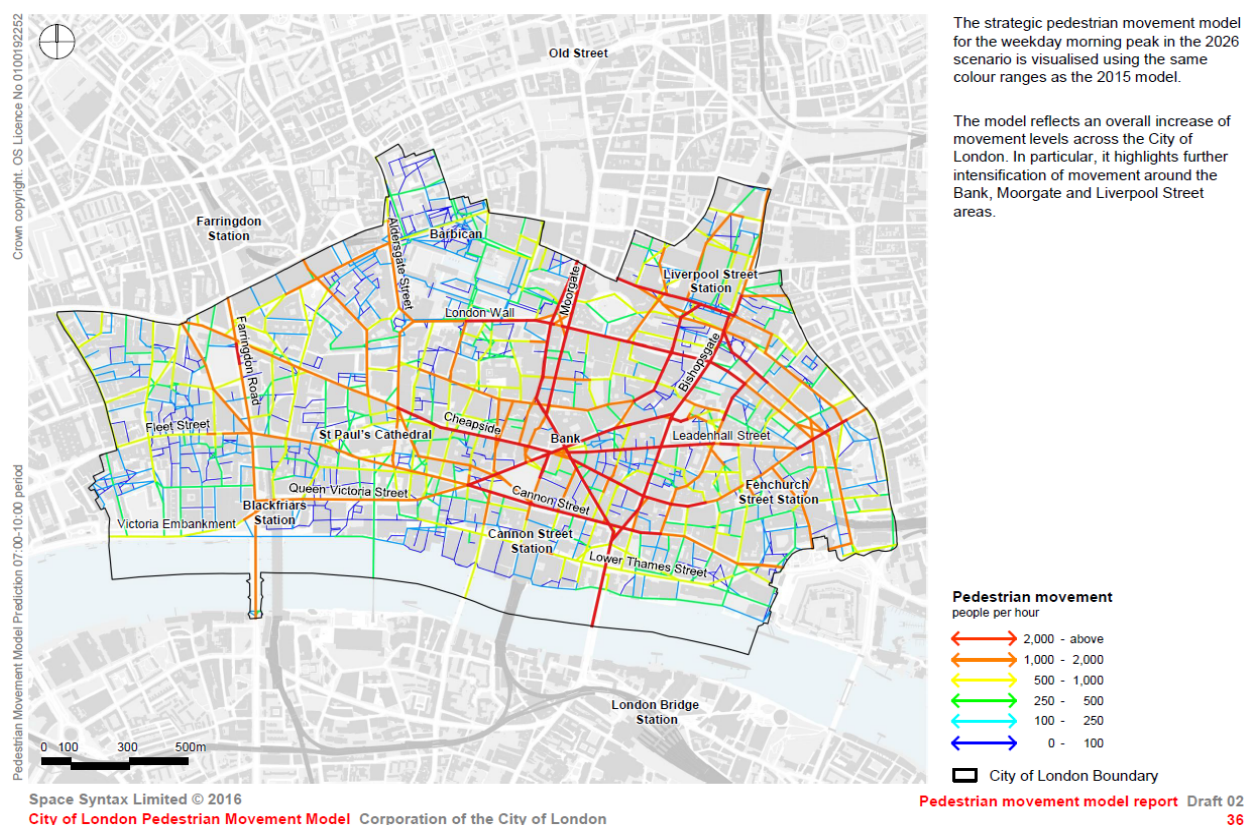 Crown copyright. OS Licence No 0100192252
Pedestrian Movement Model Prediction 07:00-10:00 period
Old Street
Farringdon
Station
Barbican
Aldersgate Street
Liverpool Street
Station
Moorgate
London Wall
Farringdon Road
Bishopsgate
Cheapside
Fleet Street
St Paul's Cathedral
Bank
Leadenhall Street
Queen Victoria Street
Cannon Street
Fenchurch
Street Station
Blackfriars
Station
Victoria Embankment
Cannon Street
Station
Lower Thames Street
London Bridge
Station
0 100 300 500m
The strategic pedestrian movement model
for the weekday morning peak in the 2026
scenario is visualised using the same
colour ranges as the 2015 model.
The model reflects an overall increase of
movement levels across the City of
London. In particular, it highlights further
intensification of movement around the
Bank, Moorgate and Liverpool Street
areas.
Pedestrian movement
people per hour
2,000 - above
1,000 - 2,000
500 - 1,000
250 - 500
100 - 250
0 - 100
City of London Boundary
Space Syntax Limited © 2016
City of London Pedestrian Movement Model Corporation of the City of London
Pedestrian movement model report Draft 02
36